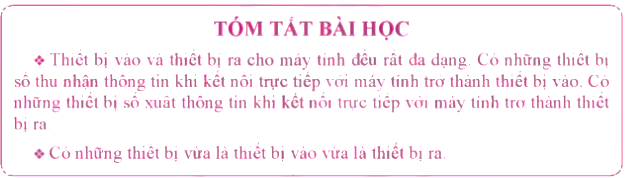 TÓM TẮT BÀI HỌC
❖ Thiết bị vào và thiết bị ra cho máy tính đều rất đa dạng. Có những thiết bị
số thu nhận thông tin khi kết nối trực tiếp với máy tính trở thành thiết bị vào. Có
những thiết bị số xuất thông tin khi kết nối trực tiếp với máy tính trở thành thiết
bị ra
❖ Có những thiết bị vừa là thiết bị vào vừa là thiết bị ra.